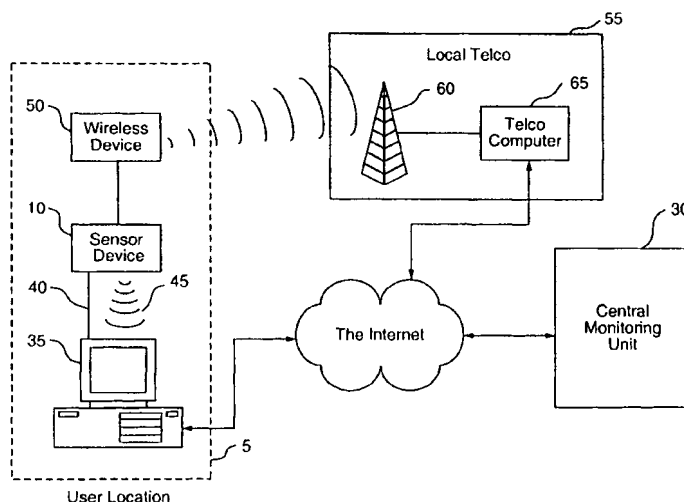 55
Local Telco
50
60
65
Wireless
Device
Telco
Computer
10
Sensor
Device
30
40
45
35
The Internet
Central
Monitoring
Unit
5
User Location